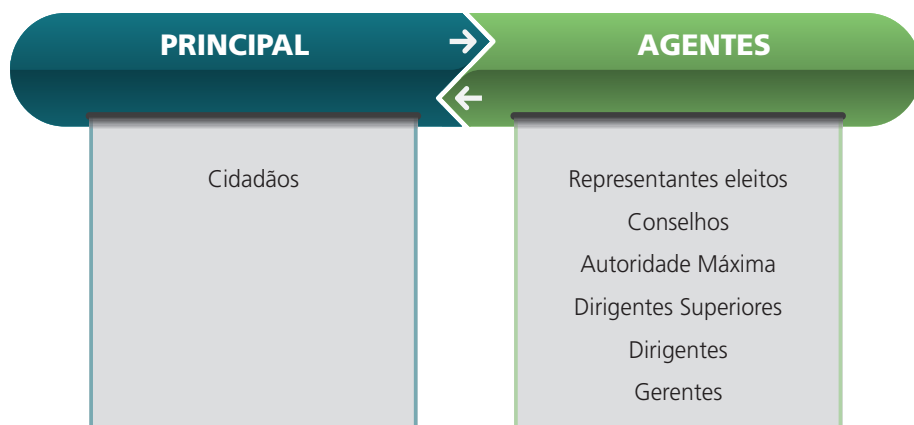 PRINCIPAL
AGENTES
Cidadãos
Representantes eleitos
Conselhos
Autoridade Máxima
Dirigentes Superiores
Dirigentes
Gerentes